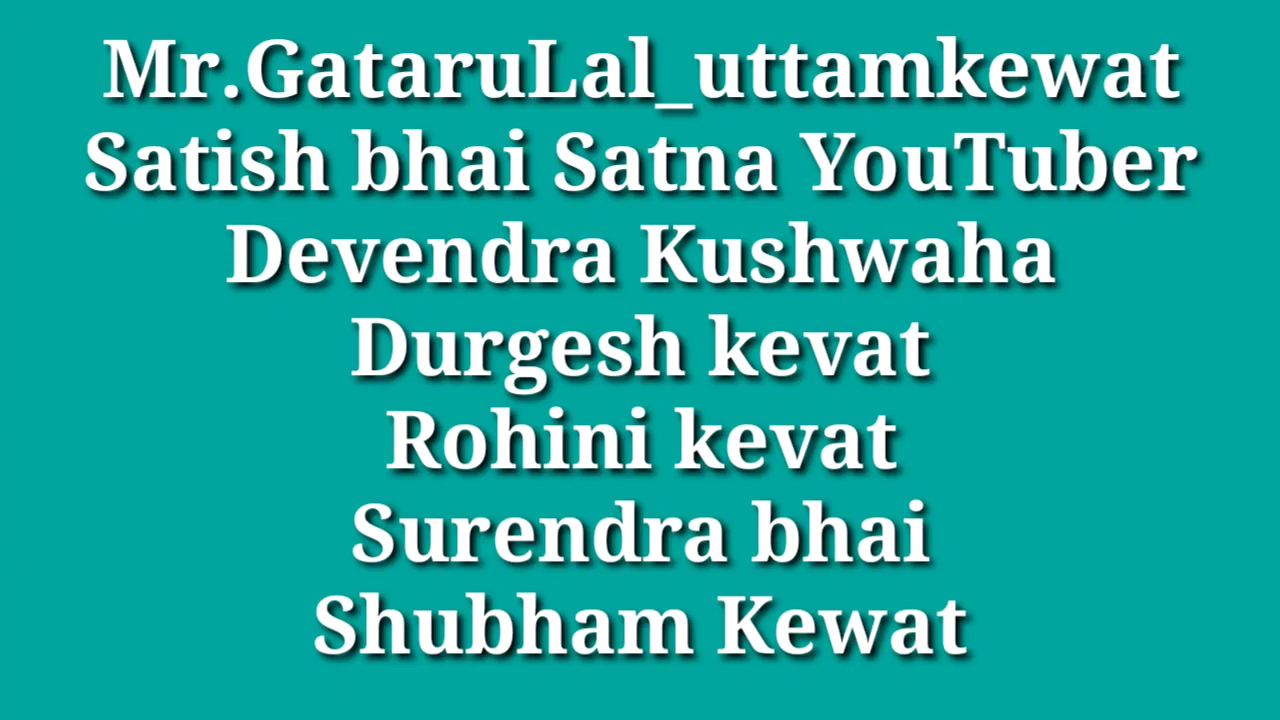 Mr.GataruLal_uttamkewat
Satish bhai Satna YouTuber
Devendra Kushwaha
Durgesh kevat
Rohini kevat
Surendra bhai
Shubham Kewat